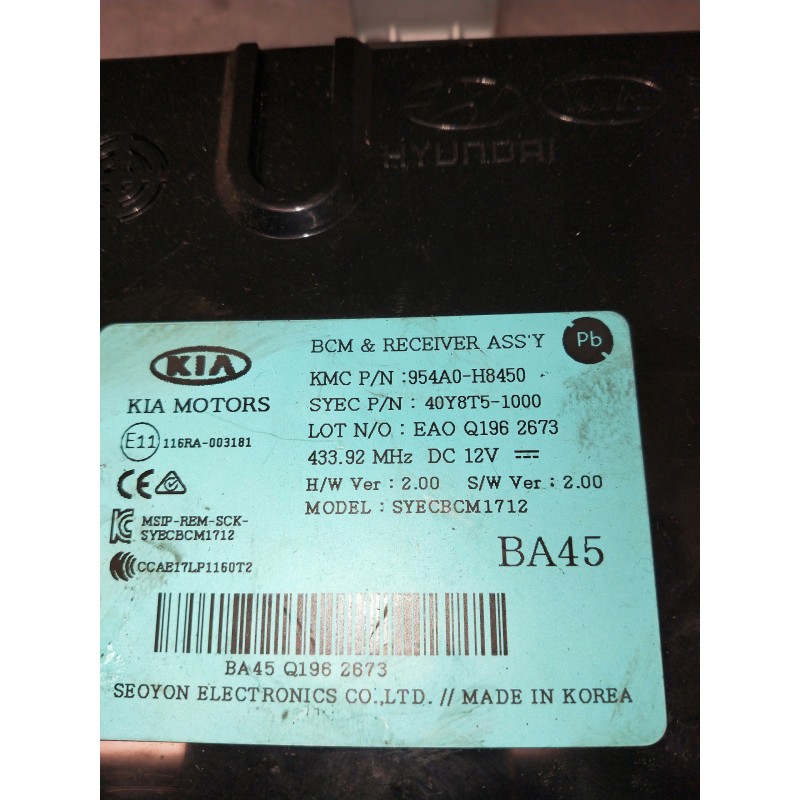 HYUNDAI
KIA
KIA MOTORS
E11 116RA-003181
CE
MSIP-REM-SCK-
SYECBCM1712
CCAE17LP1160T2
BCM & RECEIVER ASS'Y
Pb
KMC P/N :954A0-H8450
SYEC P/N : 40Y8T5-1000
LOT N/O : EAO Q196 2673
433.92 MHz DC 12V
H/W Ver : 2.00 S/W Ver : 2.00
MODEL : SYECBCM1712
BA45
BA45 Q196 2673
SEOYON ELECTRONICS CO.,LTD. // MADE IN KOREA